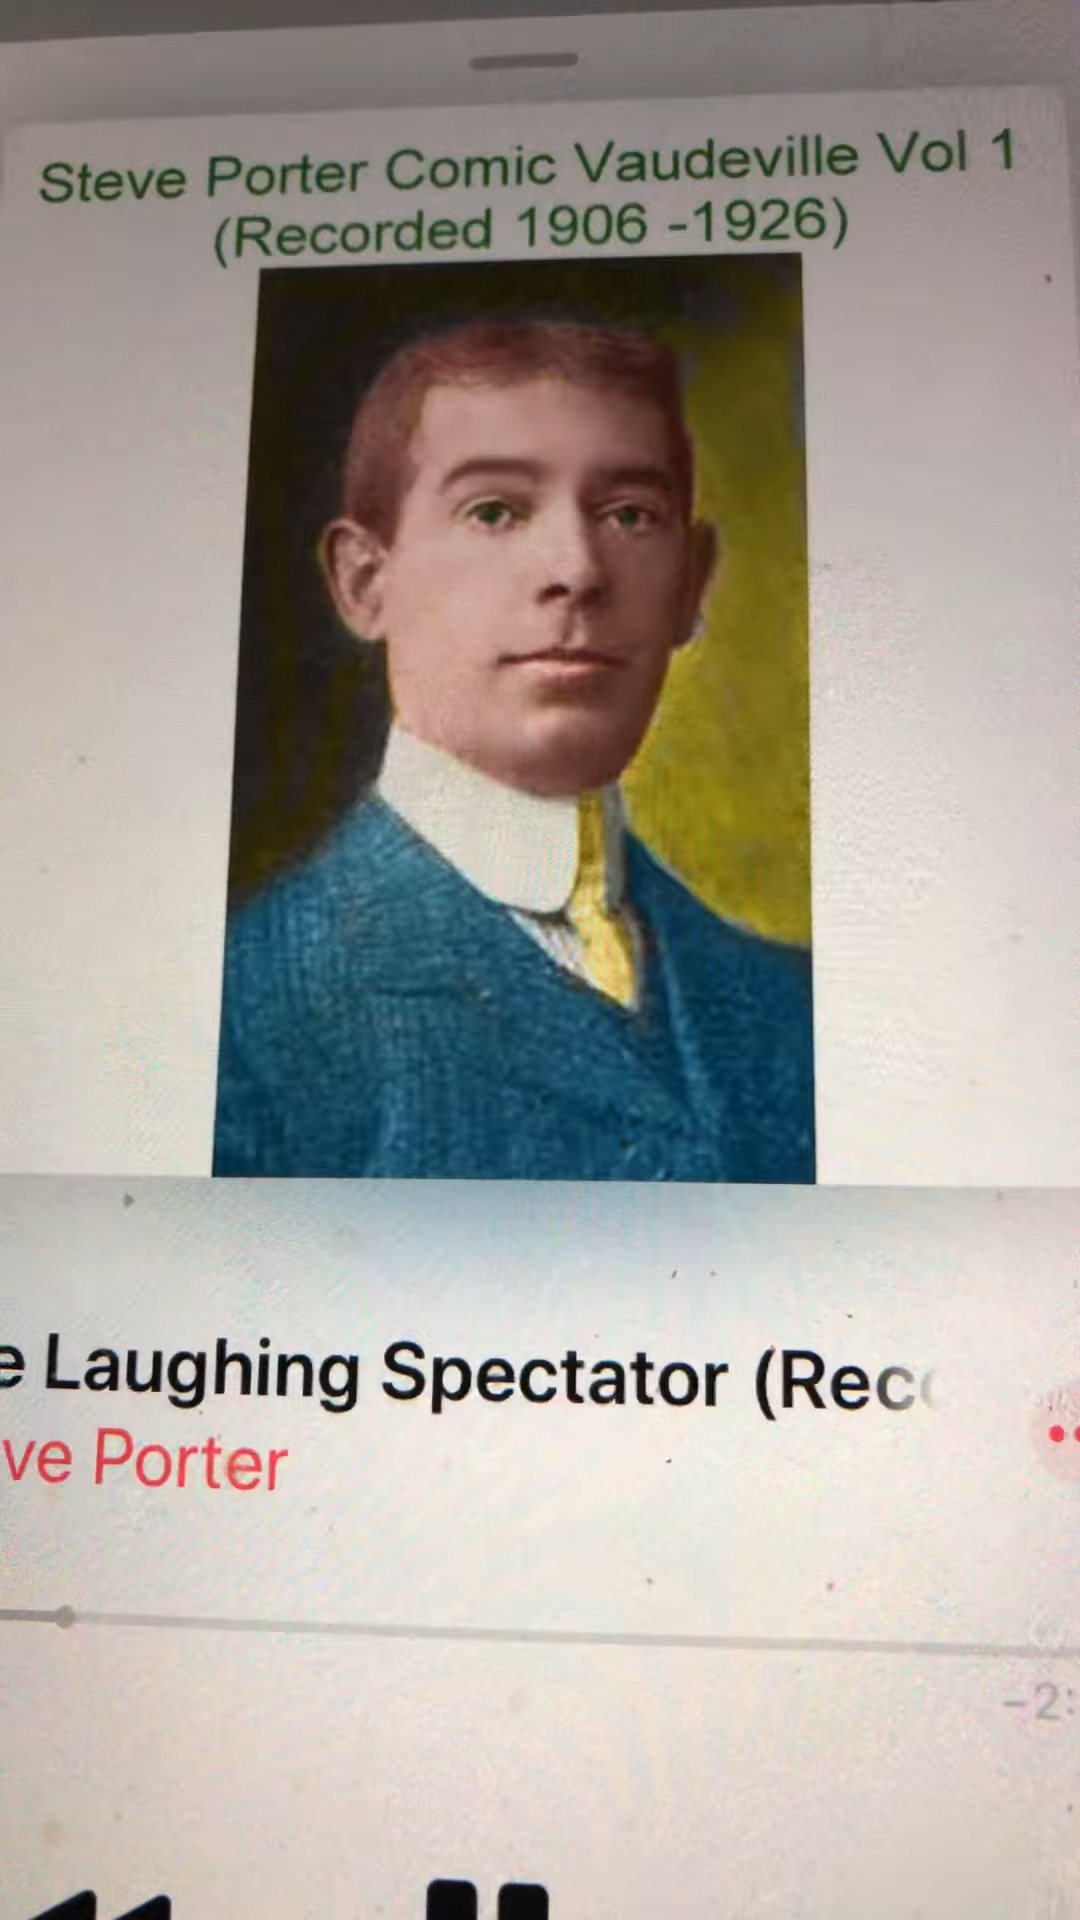 Steve Porter Comic Vaudeville Vol 1
(Recorded 1906 -1926)
e Laughing Spectator (Rec
ve Porter
-2: